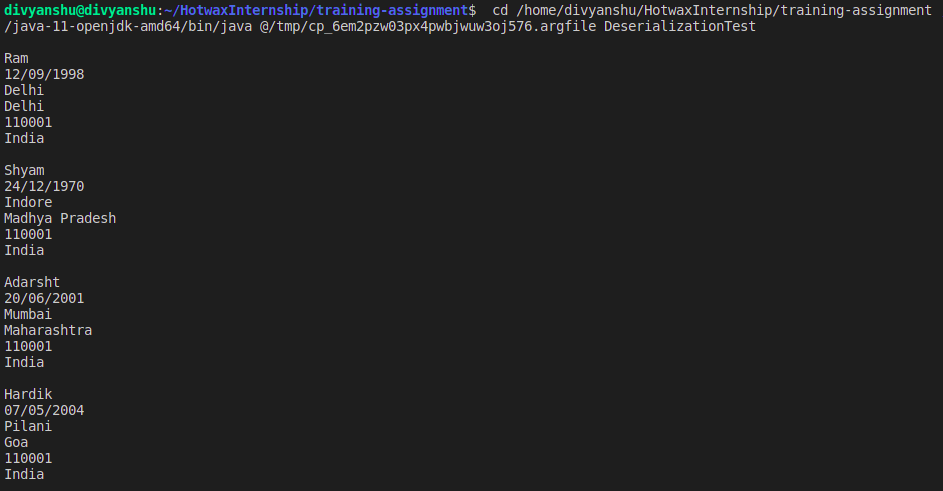 divyanshu@divyanshu:~/HotwaxInternship/training-assignment$  cd /home/divyanshu/HotwaxInternship/training-assignment
/java-11-openjdk-amd64/bin/java @/tmp/cp_6em2pzw03px4pwbjwuw3oj576.argfile DeserializationTest
Ram
12/09/1998
Delhi
Delhi
110001
India
Shyam
24/12/1970
Indore
Madhya Pradesh
110001
India
Adarsht
20/06/2001
Mumbai
Maharashtra
110001
India
Hardik
07/05/2004
Pilani
Goa
110001
India